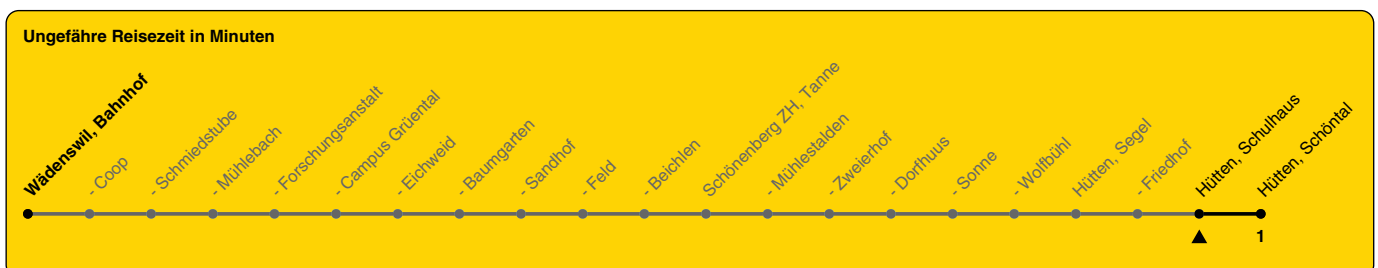 Ungefähre Reisezeit in Minuten
Wädenswil, Bahnhof
- Coop
- Schmiedstube
- Mühlebach
- Forschungsanstalt
- Campus Grüental
- Eichweid
- Baumgarten
- Sandhof
- Feld
- Beichlen
Schönenberg ZH, Tanne
- Mühlestalden
- Zweierhof
- Dorfhuus
- Sonne
- Wolfbühl
Hütten, Segel
- Friedhof
Hütten, Schulhaus
Hütten, Schöntal
1